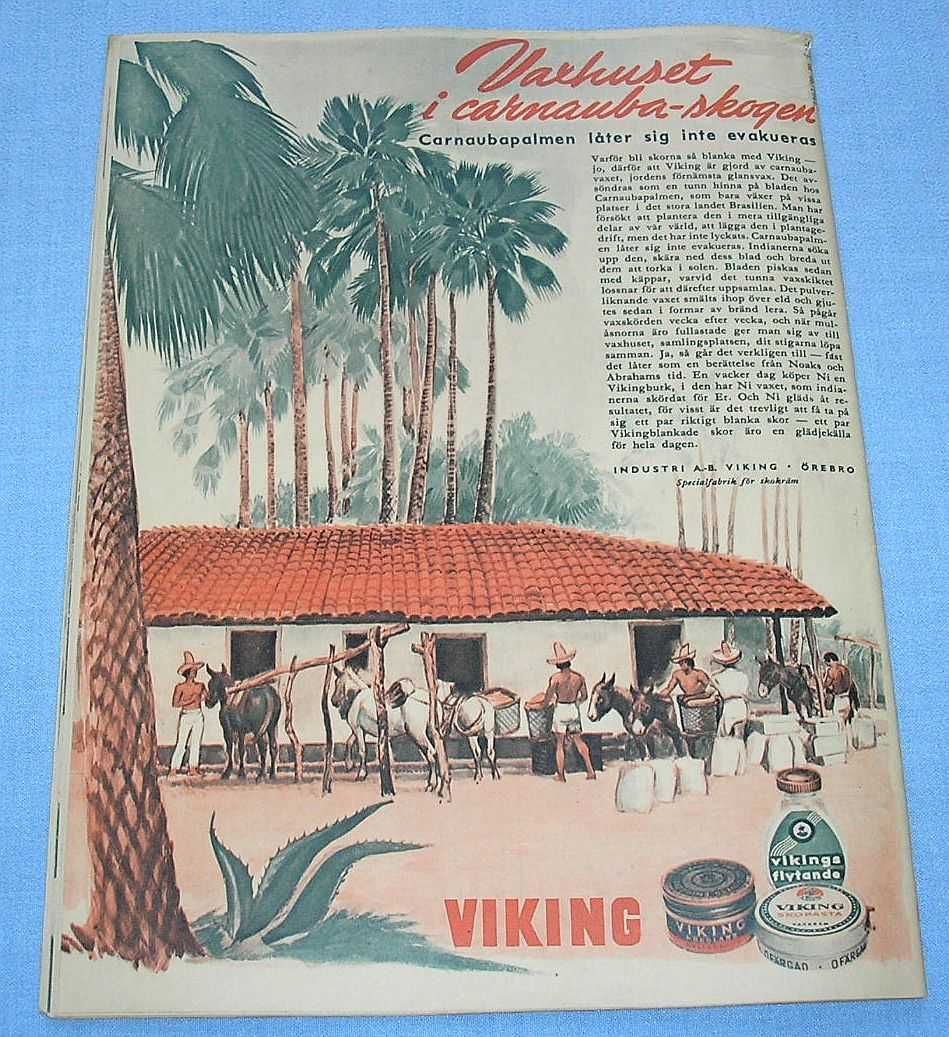 Vaxhuset
i carnauba-skogen
Carnaubapalmen låter sig inte evakueras
Varför bli skorna så blanka med Viking —
jo, därför att Viking är gjord av carnauba-
vaxet, jordens förnämsta glansvax. Det av-
söndras som en tunn hinna på bladen hos
Carnaubapalmen, som bara växer på vissa
platser i det stora landet Brasilien. Man har
försökt att plantera den i mera tillgängliga
delar av vår värld, att lägga den i plantage-
drift, men det har inte lyckats. Carnaubapalm-
en låter sig inte evakueras. Indianerna söka
upp den, skära ned dess blad och breda ut
dem att torka i solen. Bladen piskas sedan
med käppar, varvid det tunna vaxskiktet
lossnar för att därefter uppsamlas. Det pulver-
liknande vaxet smälts ihop över eld och gju-
tes sedan i formar av bränd lera. Så pågår
vaxskörden vecka efter vecka, och när mul-
åsnorna äro fullastade ger man sig av till
vaxhuset, samlingsplatsen, dit stigarna löpa
samman. Ja, så går det verkligen till — fast
det låter som en berättelse från Noaks och
Abrahams tid. En vacker dag köper Ni en
Vikingburk, i den har Ni vaxet, som india-
nerna skördat för Er. Och Ni gläds åt re-
sultatet, för visst är det trevligt att få ta på
sig ett par riktigt blanka skor — ett par
Vikingblankade skor äro en glädjekälla
för hela dagen.
INDUSTRI A.-B. VIKING · ÖREBRO
Specialfabrik för skokräm
vikings
flytande
VIKING
VIKING
VIKING
SKOPASTA
OFÄRGAD · OFÄRGAD